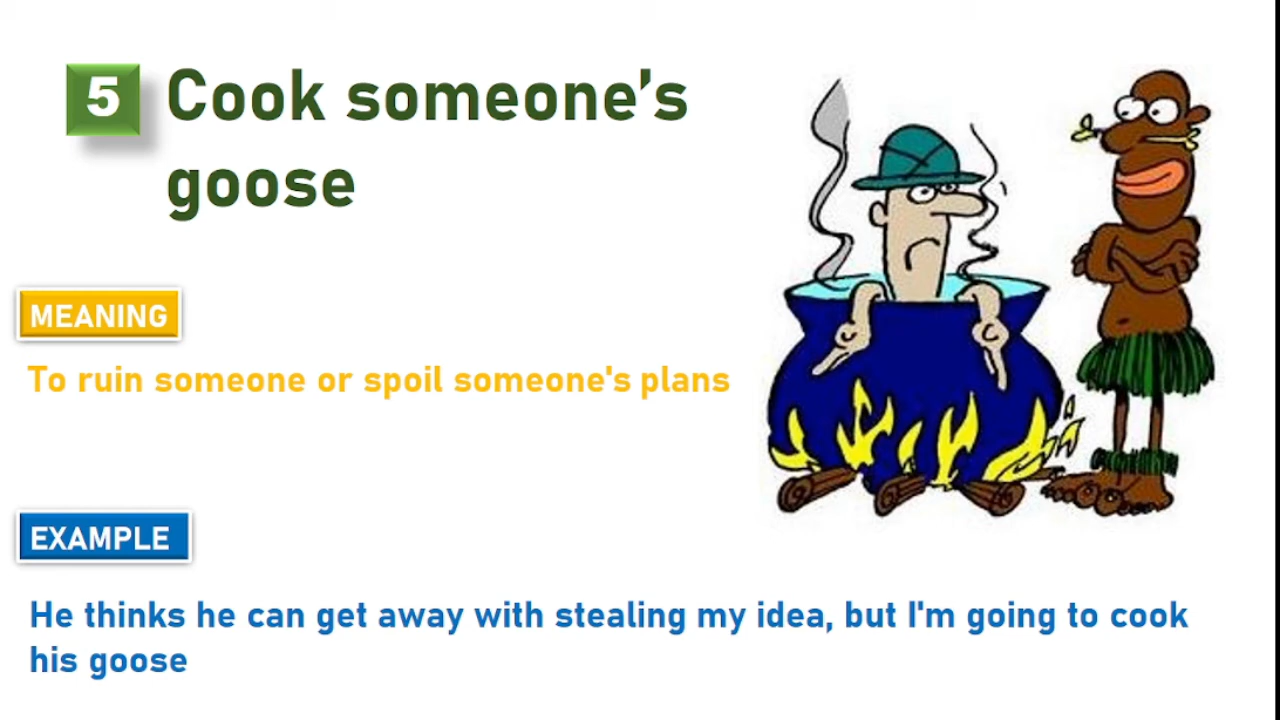 5 Cook someone's
goose
MEANING
To ruin someone or spoil someone's plans
EXAMPLE
He thinks he can get away with stealing my idea, but I'm going to cook
his goose